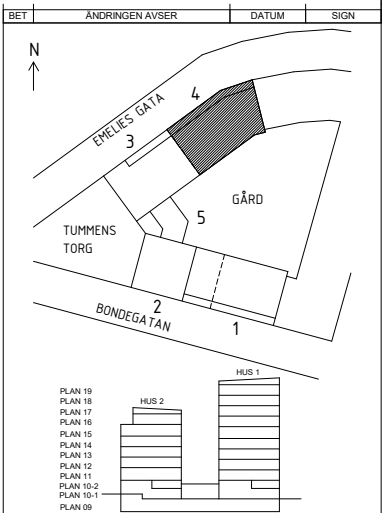 BET ÄNDRINGEN AVSER DATUM SIGN
N
EMELIES GATA
4
3
GÅRD
5
TUMMENS
TORG
2
BONDEGATAN
1
HUS 1
PLAN 19
PLAN 18 HUS 2
PLAN 17
PLAN 16
PLAN 15
PLAN 14
PLAN 13
PLAN 12
PLAN 11
PLAN 10-2
PLAN 10-1
PLAN 09